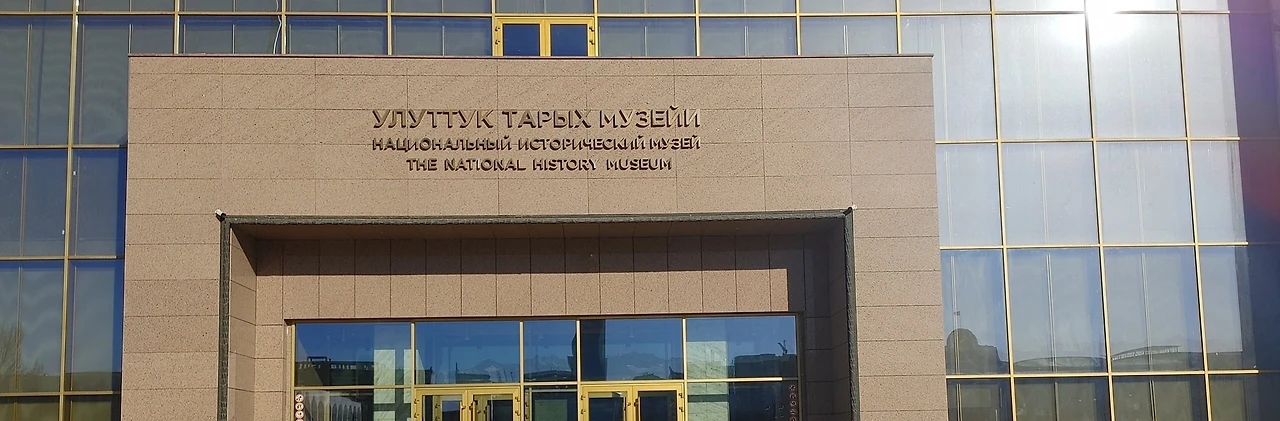 УЛУТТУК ТАРЫХ МУЗЕЙИ
НАЦИОНАЛЬНЫЙ ИСТОРИЧЕСКИЙ МУЗЕЙ
THE NATIONAL HISTORY MUSEUM